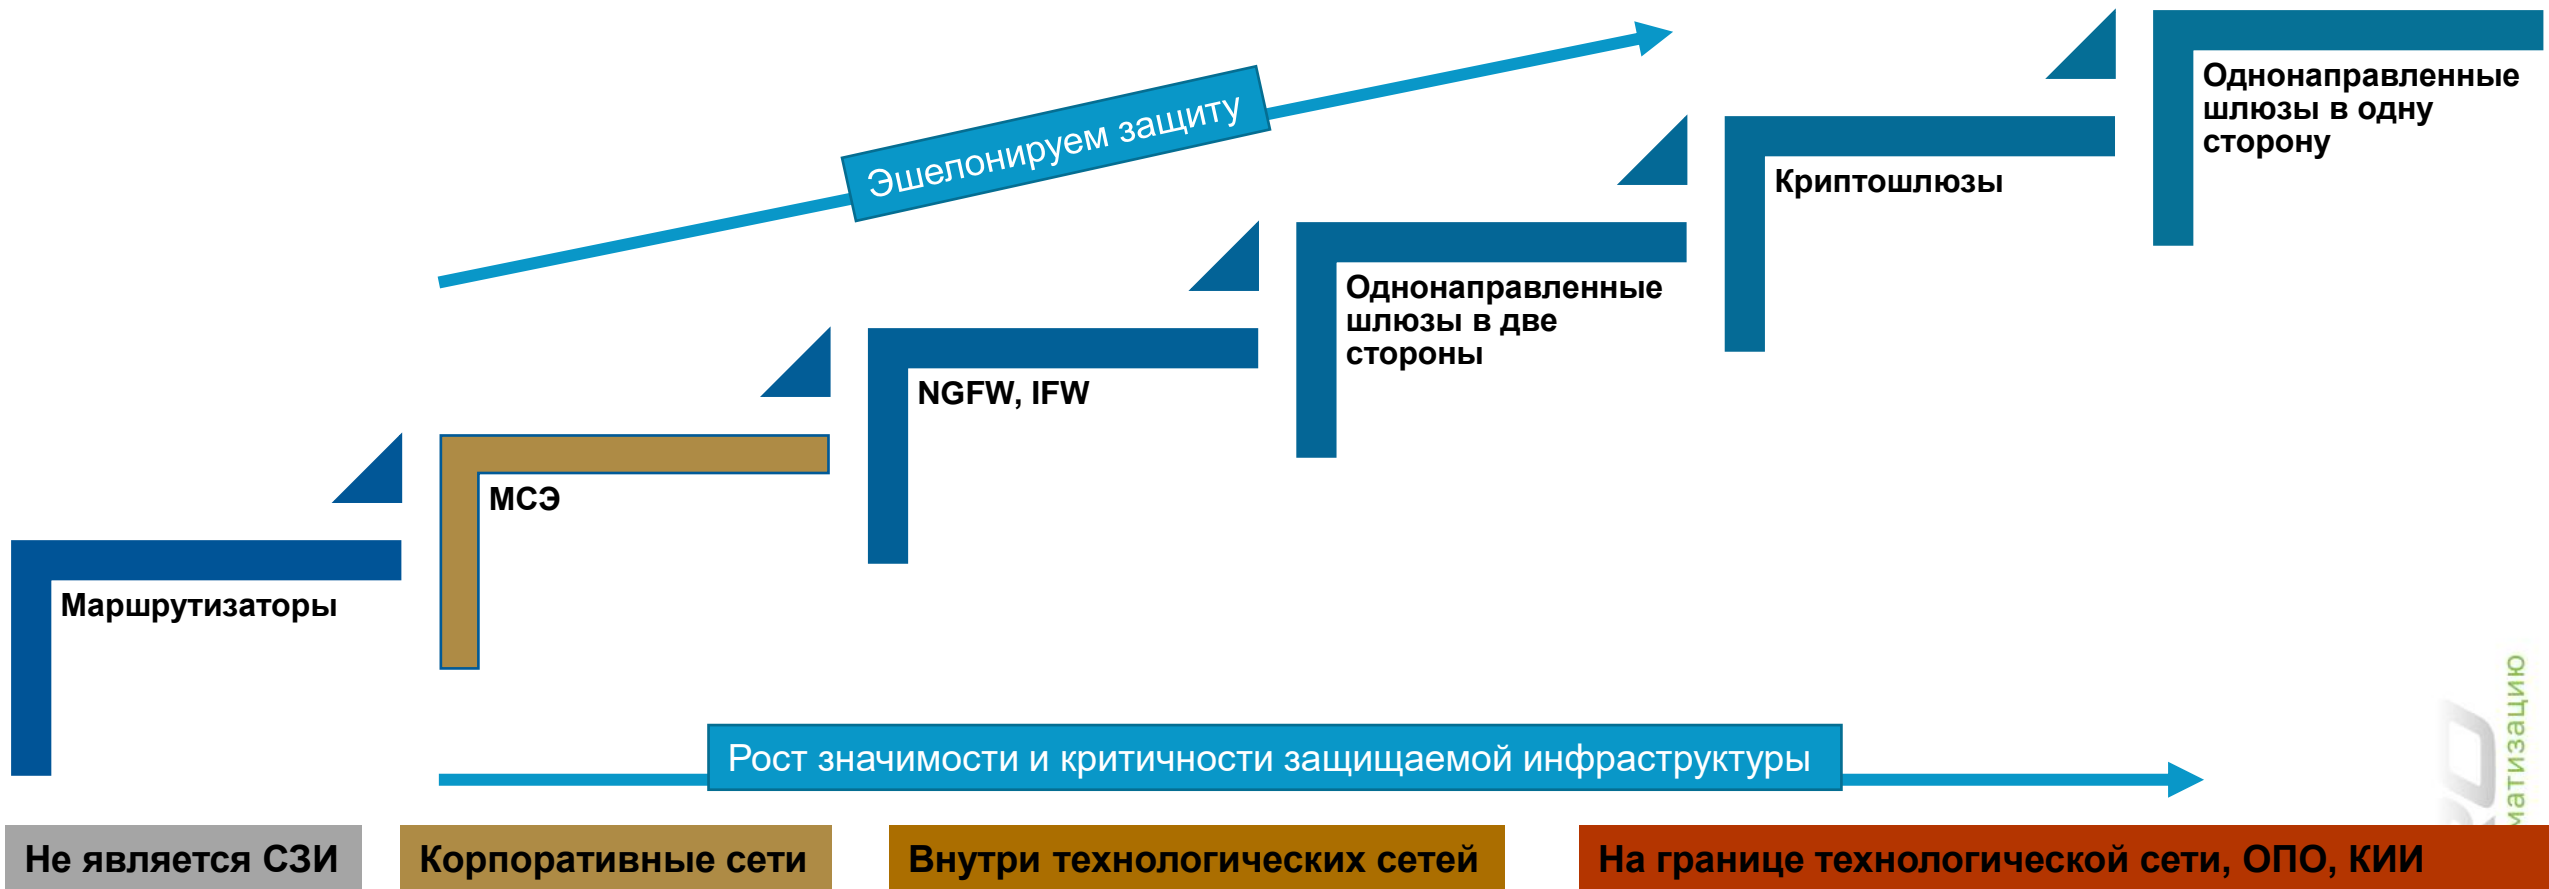 Эшелонируем защиту
Однонаправленные
шлюзы в одну
сторону
Криптошлюзы
Однонаправленные
шлюзы в две
стороны
NGFW, IFW
МСЭ
Маршрутизаторы
Рост значимости и критичности защищаемой инфраструктуры
Не является СЗИ
Корпоративные сети
Внутри технологических сетей
На границе технологической сети, ОПО, КИИ